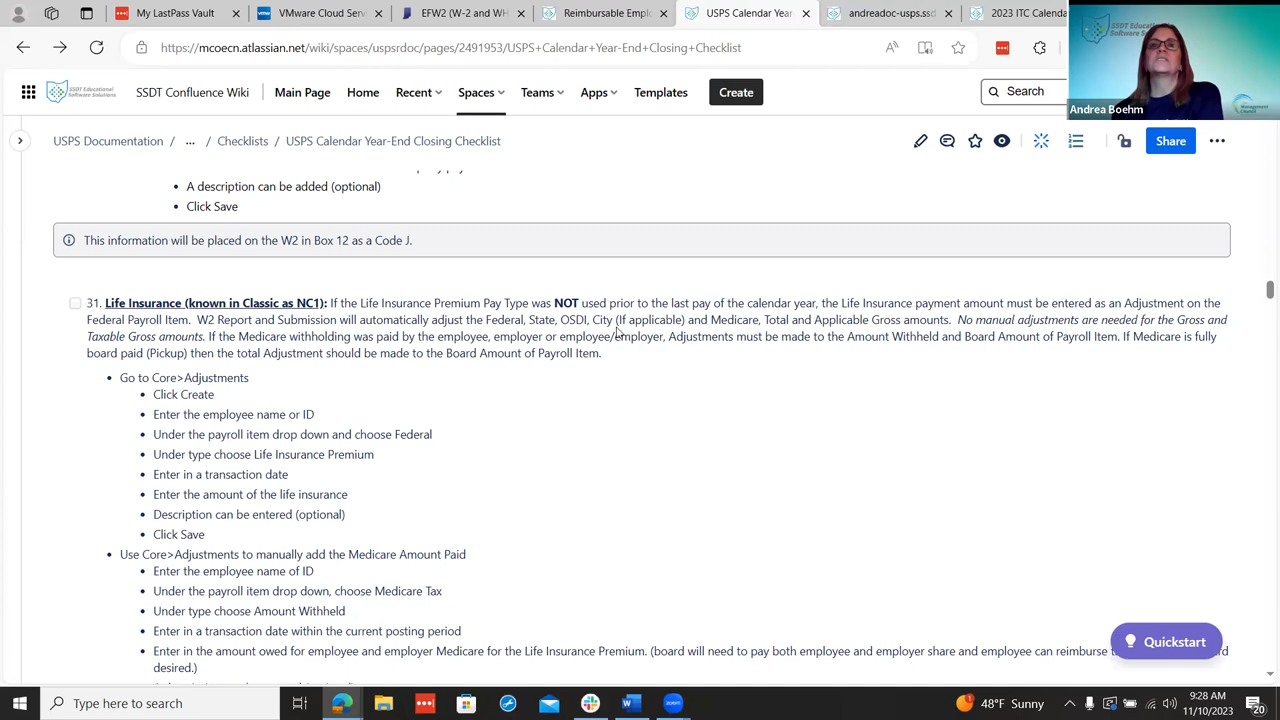 My LastPass Vault
VMware Cloud Serv
EFW2 (W-2 and WH
Reimbursable Employ
USPS Calendar Year-E
andreadoc-usps.ssd
2023 ITC Calenda
https://mcoecn.atlassian.net/wiki/spaces/uspsrdoc/pages/2491953/USPS+Calendar+Year-End+Closing+Checklist
SSDT Educational
Software Solutions
Andrea Boehm
Management
Council
SSDT Educational
Software Solutions
SSDT Confluence Wiki
Main Page
Home
Recent
Spaces
Teams
Apps
Templates
Create
Search
USPS Documentation / ... / Checklists / USPS Calendar Year-End Closing Checklist
Share
• A description can be added (optional)
• Click Save
This information will be placed on the W2 in Box 12 as a Code J.
31. Life Insurance (known in Classic as NC1): If the Life Insurance Premium Pay Type was NOT used prior to the last pay of the calendar year, the Life Insurance payment amount must be entered as an Adjustment on the
Federal Payroll Item. W2 Report and Submission will automatically adjust the Federal, State, OSDI, City (If applicable) and Medicare, Total and Applicable Gross amounts. No manual adjustments are needed for the Gross and
Taxable Gross amounts. If the Medicare withholding was paid by the employee, employer or employee/employer, Adjustments must be made to the Amount Withheld and Board Amount of Payroll Item. If Medicare is fully
board paid (Pickup) then the total Adjustment should be made to the Board Amount of Payroll Item.
• Go to Core>Adjustments
• Click Create
• Enter the employee name or ID
• Under the payroll item drop down and choose Federal
• Under type choose Life Insurance Premium
• Enter in a transaction date
• Enter the amount of the life insurance
• Description can be entered (optional)
• Click Save
• Use Core>Adjustments to manually add the Medicare Amount Paid
• Enter the employee name of ID
• Under the payroll item drop down, choose Medicare Tax
• Under type choose Amount Withheld
• Enter in a transaction date within the current posting period
• Enter in the amount owed for employee and employer Medicare for the Life Insurance Premium. (board will need to pay both employee and employer share and employee can reimburse
desired.)
Quickstart
Type here to search
48°F Sunny
9:28 AM
11/10/2023
20